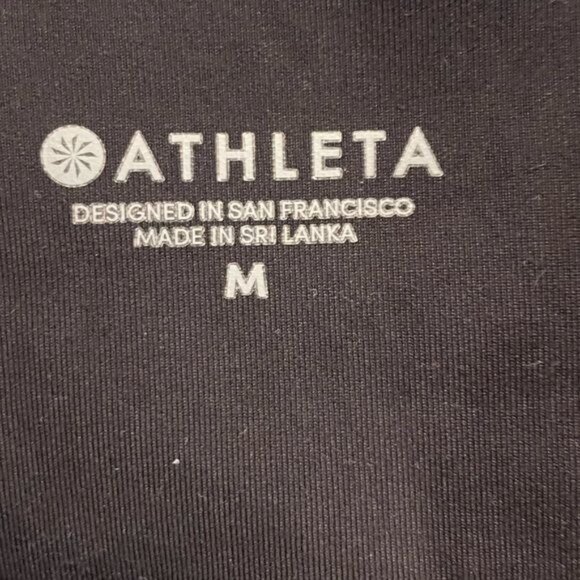 ATHLETA
DESIGNED IN SAN FRANCISCO
MADE IN SRI LANKA
M